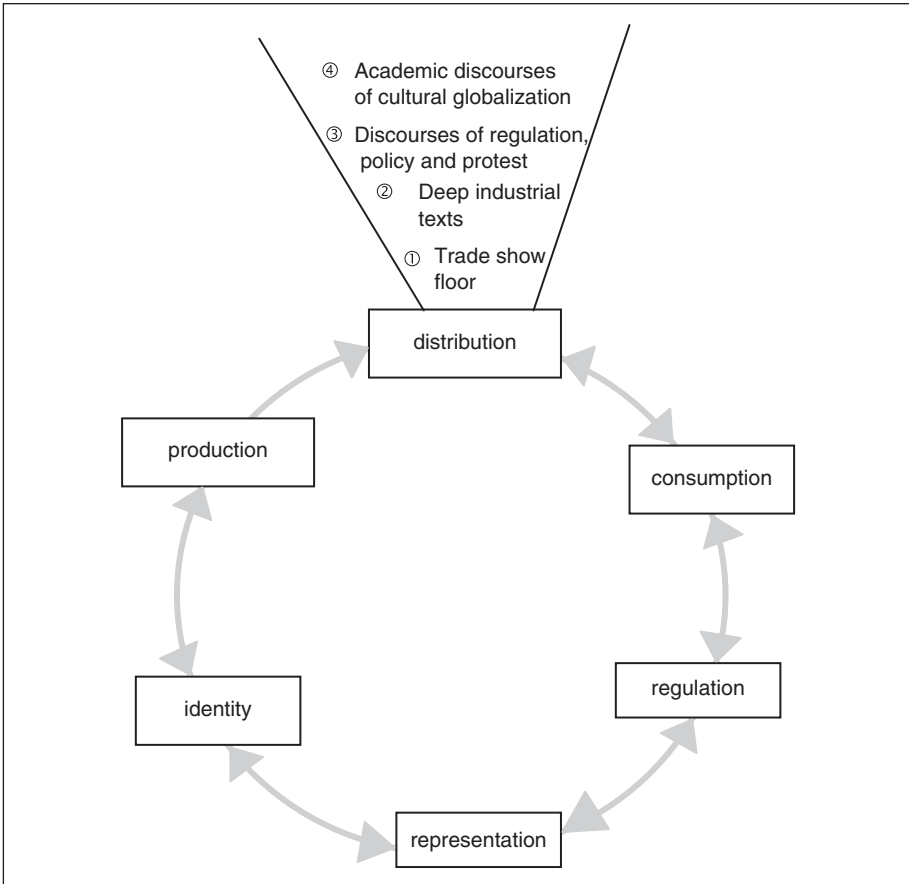 ④ Academic discourses
of cultural globalization
③ Discourses of regulation,
policy and protest
② Deep industrial
texts
① Trade show
floor
distribution
production
consumption
identity
regulation
representation